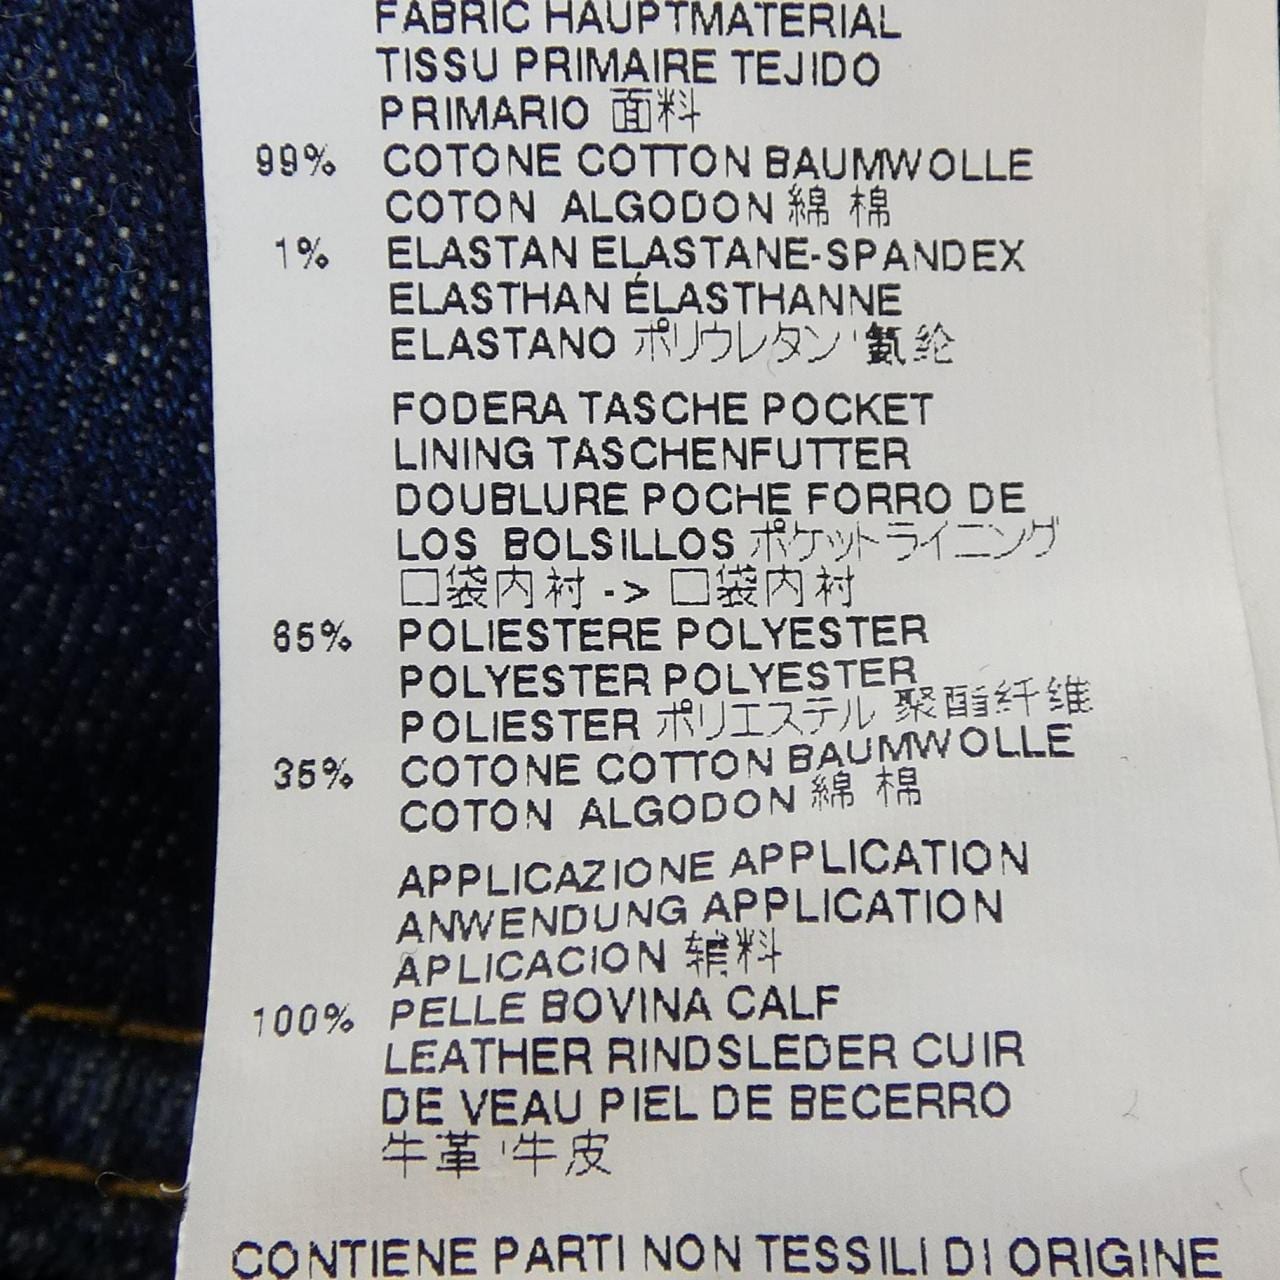 FABRIC HAUPTMATERIAL
TISSU PRIMAIRE TEJIDO
PRIMARIO 面料
99% COTONE COTTON BAUMWOLLE
COTON ALGODON 綿 棉
1% ELASTAN ELASTANE-SPANDEX
ELASTHAN ÉLASTHANNE
ELASTANO ポリウレタン '氨纶
FODERA TASCHE POCKET
LINING TASCHENFUTTER
DOUBLURE POCHE FORRO DE
LOS BOLSILLOS ポケットライニング
口袋内衬 -> 口袋内衬
65% POLIESTERE POLYESTER
POLYESTER POLYESTER
POLIESTER ポリエステル 聚酯纤维
35% COTONE COTTON BAUMWOLLE
COTON ALGODON 綿 棉
APPLICAZIONE APPLICATION
ANWENDUNG APPLICATION
APLICACION 辅料
100% PELLE BOVINA CALF
LEATHER RINDSLEDER CUIR
DE VEAU PIEL DE BECERRO
牛革 '牛皮
CONTIENE PARTI NON TESSILI DI ORIGINE